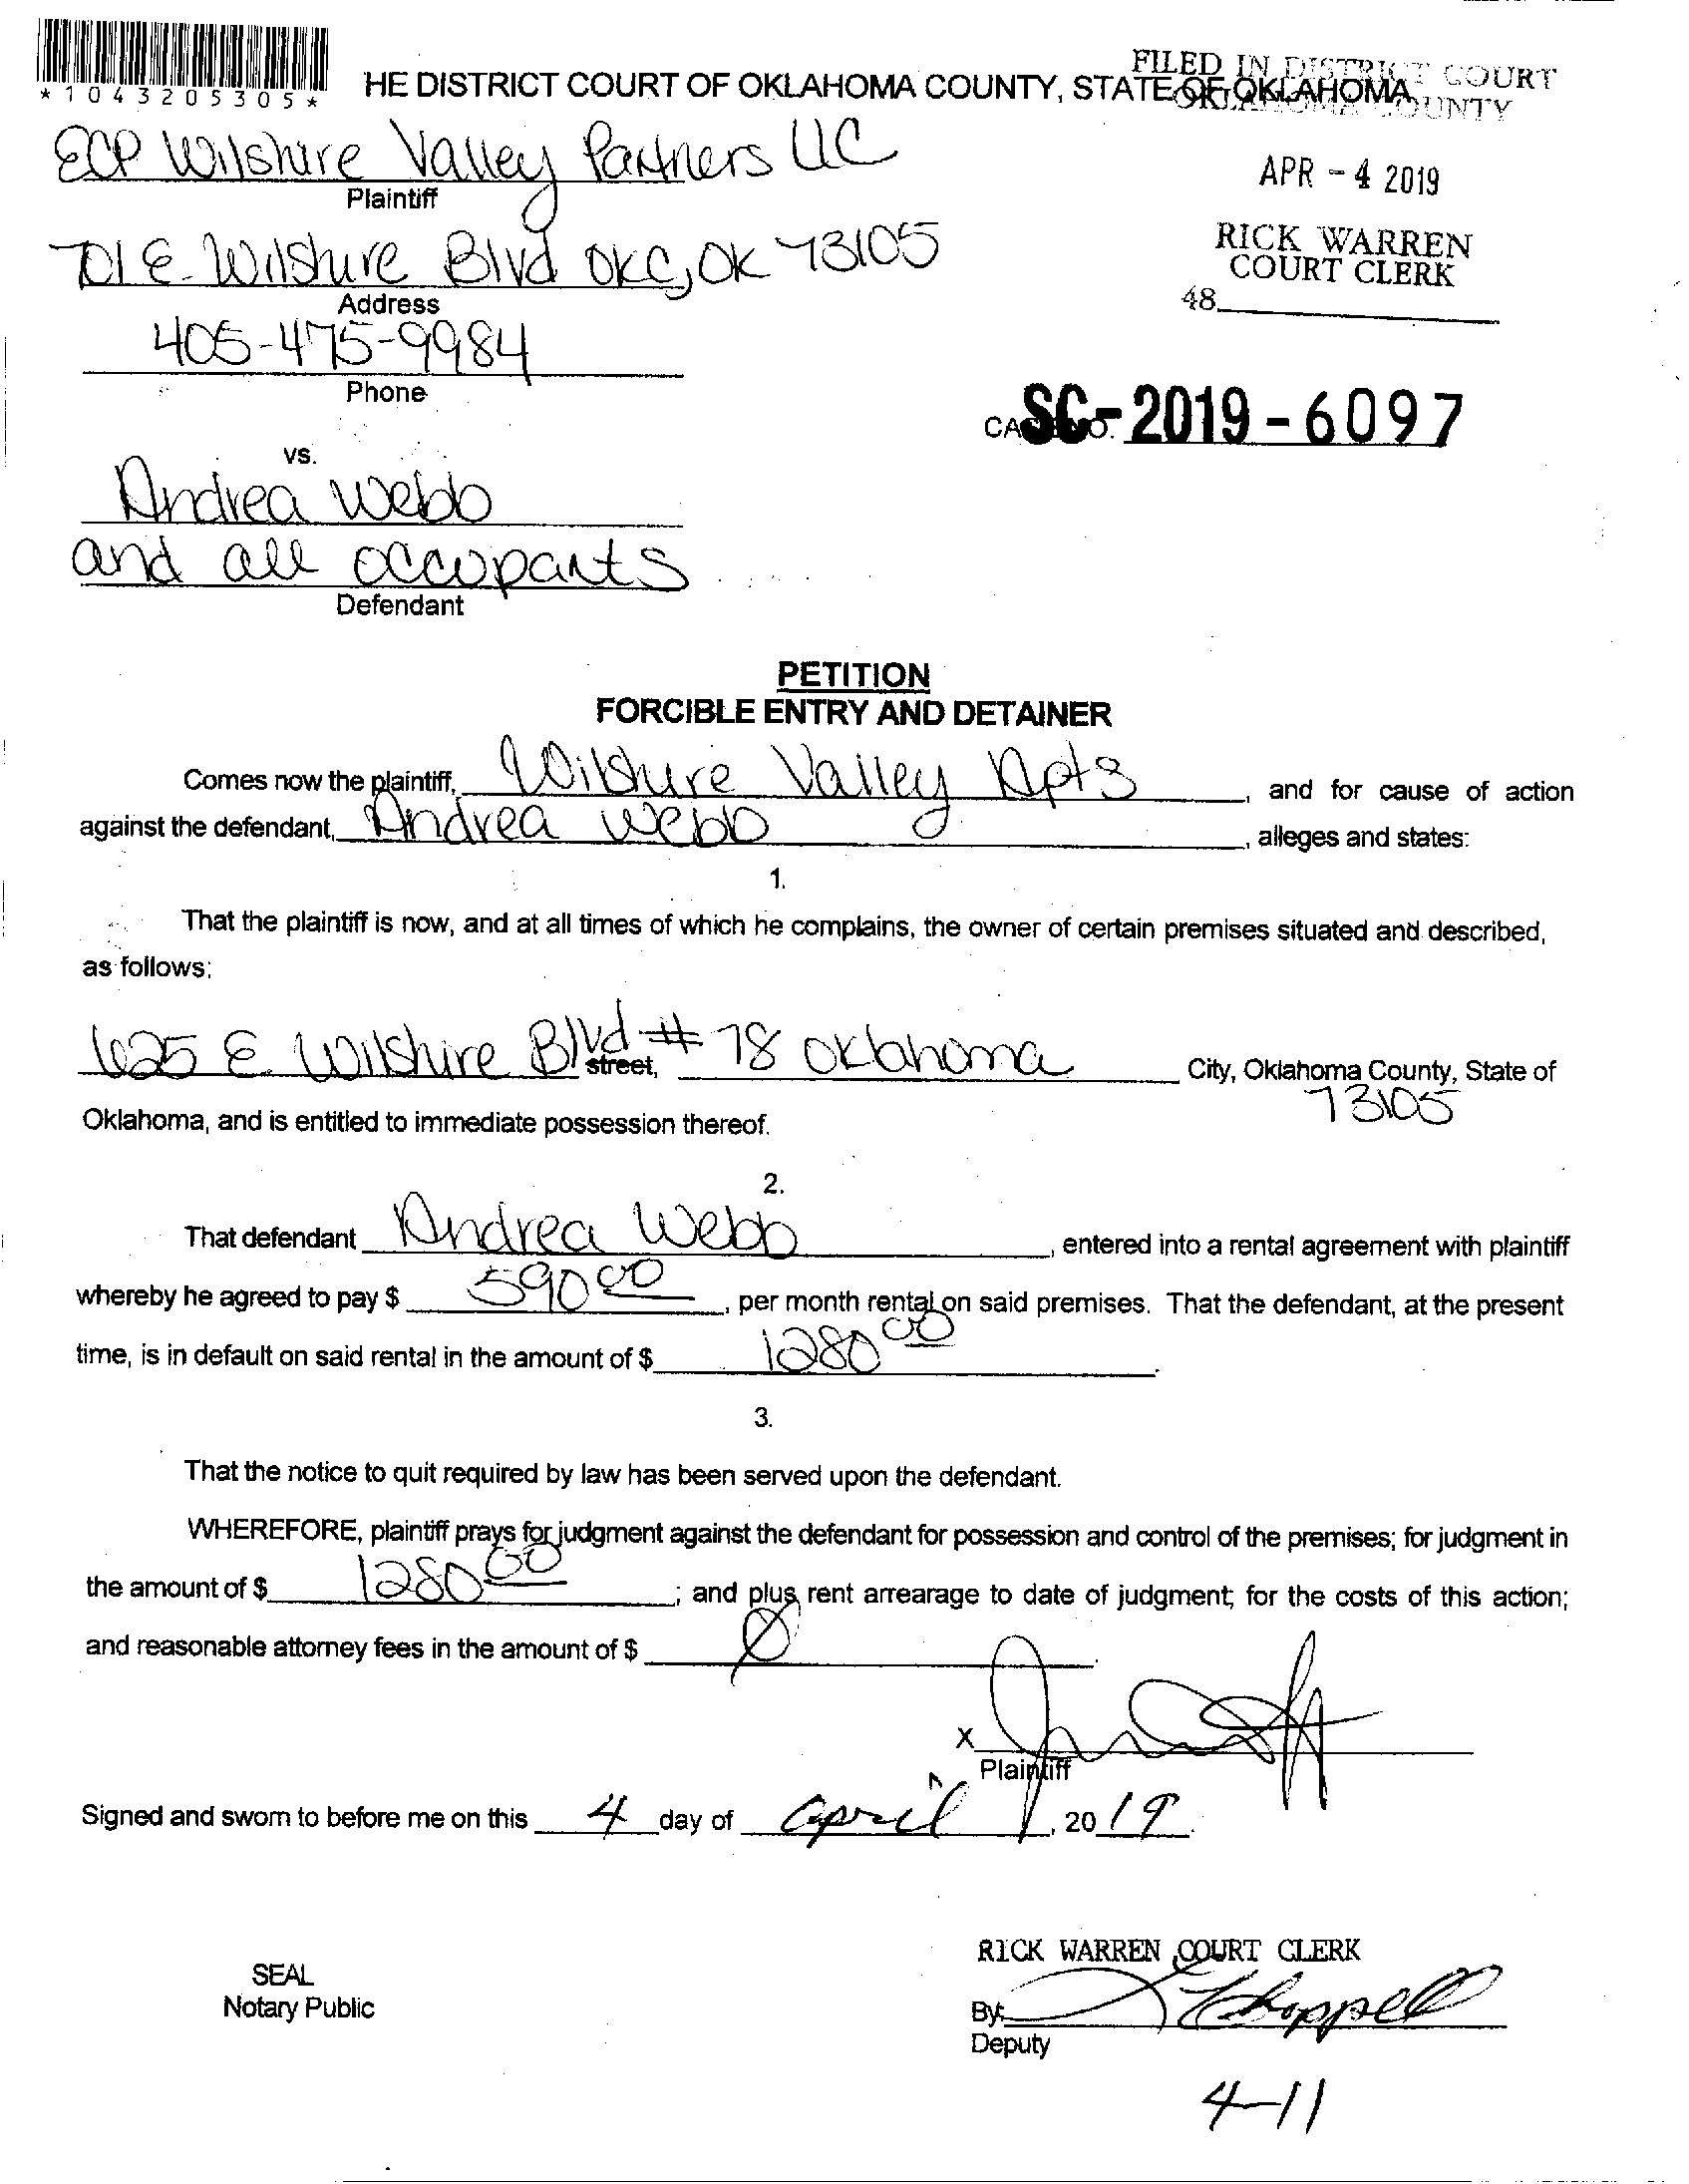 *1043205305*
HE DISTRICT COURT OF OKLAHOMA COUNTY, STATE OF OKLAHOMA
FILED IN DISTRICT COURT
OKLAHOMA COUNTY
ECP Wilshire Valley Partners LLC
Plaintiff
APR - 4 2019
701 E. Wilshire Blvd OKC, OK 73105
Address
RICK WARREN
COURT CLERK
48
405-475-9984
Phone
SC-2019-6097
vs.
Andrea Webb
and all occupants
Defendant
PETITION
FORCIBLE ENTRY AND DETAINER
Comes now the plaintiff, Wilshire Valley Apts, and for cause of action
against the defendant, Andrea Webb, alleges and states:
1.
That the plaintiff is now, and at all times of which he complains, the owner of certain premises situated and described,
as follows:
625 E. Wilshire Blvd street, # 78 Oklahoma City, Oklahoma County, State of
73105
Oklahoma, and is entitled to immediate possession thereof.
2.
That defendant Andrea Webb, entered into a rental agreement with plaintiff
whereby he agreed to pay $ 590 00, per month rental on said premises. That the defendant, at the present
time, is in default on said rental in the amount of $ 1280 00.
3.
That the notice to quit required by law has been served upon the defendant.
WHEREFORE, plaintiff prays for judgment against the defendant for possession and control of the premises; for judgment in
the amount of $ 1280 00; and plus rent arrearage to date of judgment; for the costs of this action;
and reasonable attorney fees in the amount of $ Ø.
X
Plaintiff
Signed and sworn to before me on this 4 day of April, 2019.
RICK WARREN COURT CLERK
SEAL
Notary Public
By: Choppell
Deputy
4-11